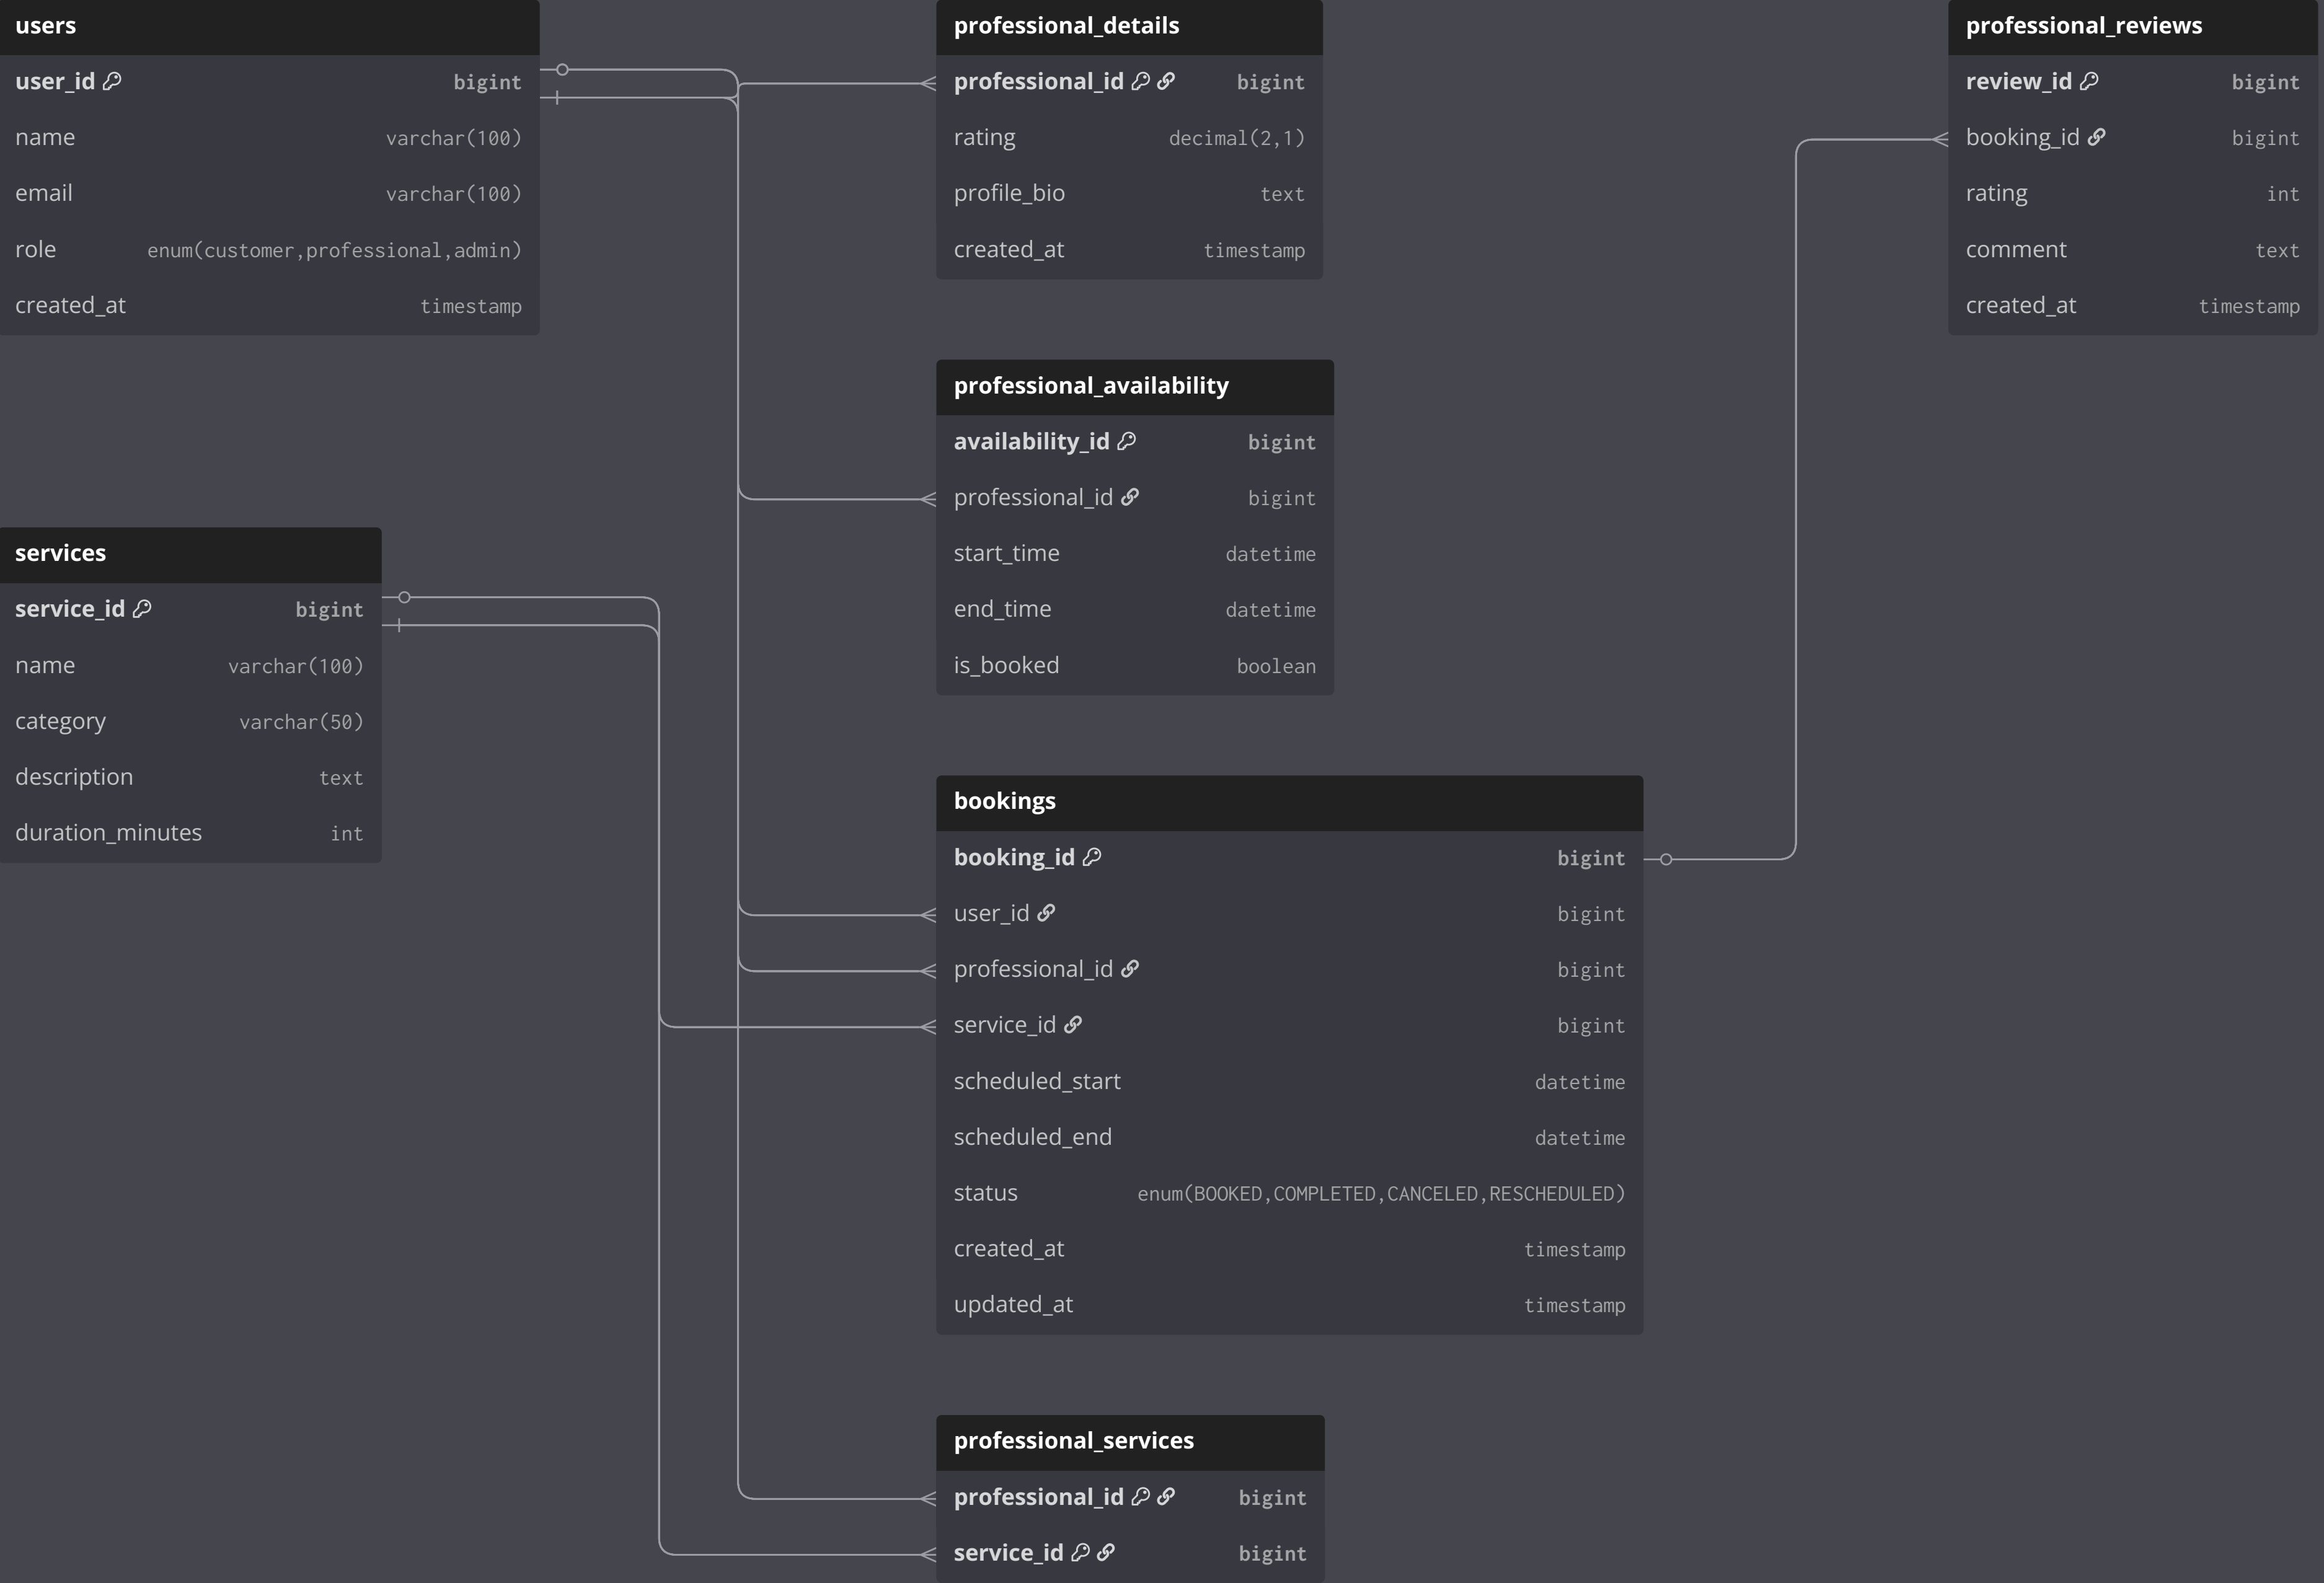 users
user_id bigint
name varchar(100)
email varchar(100)
role enum(customer,professional,admin)
created_at timestamp
professional_details
professional_id bigint
rating decimal(2,1)
profile_bio text
created_at timestamp
professional_reviews
review_id bigint
booking_id bigint
rating int
comment text
created_at timestamp
professional_availability
availability_id bigint
professional_id bigint
start_time datetime
end_time datetime
is_booked boolean
services
service_id bigint
name varchar(100)
category varchar(50)
description text
duration_minutes int
bookings
booking_id bigint
user_id bigint
professional_id bigint
service_id bigint
scheduled_start datetime
scheduled_end datetime
status enum(BOOKED,COMPLETED,CANCELED,RESCHEDULED)
created_at timestamp
updated_at timestamp
professional_services
professional_id bigint
service_id bigint